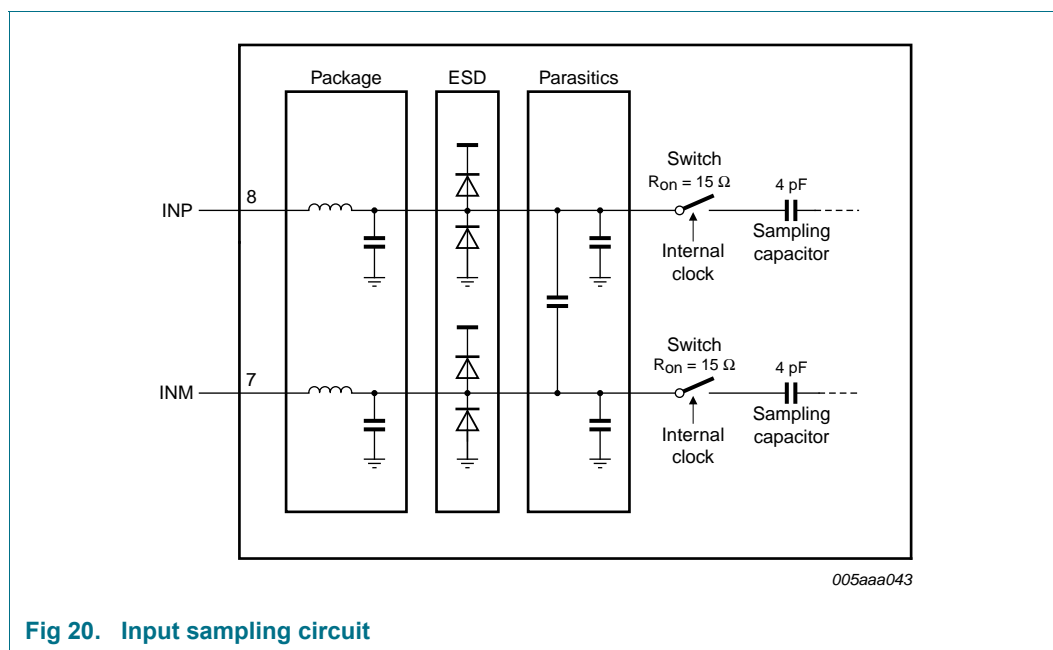 Package ESD Parasitics
Switch
Ron = 15 Ω
4 pF
8
INP
Internal
clock
Sampling
capacitor
Switch
Ron = 15 Ω
4 pF
7
INM
Internal
clock
Sampling
capacitor
005aaa043
Fig 20. Input sampling circuit